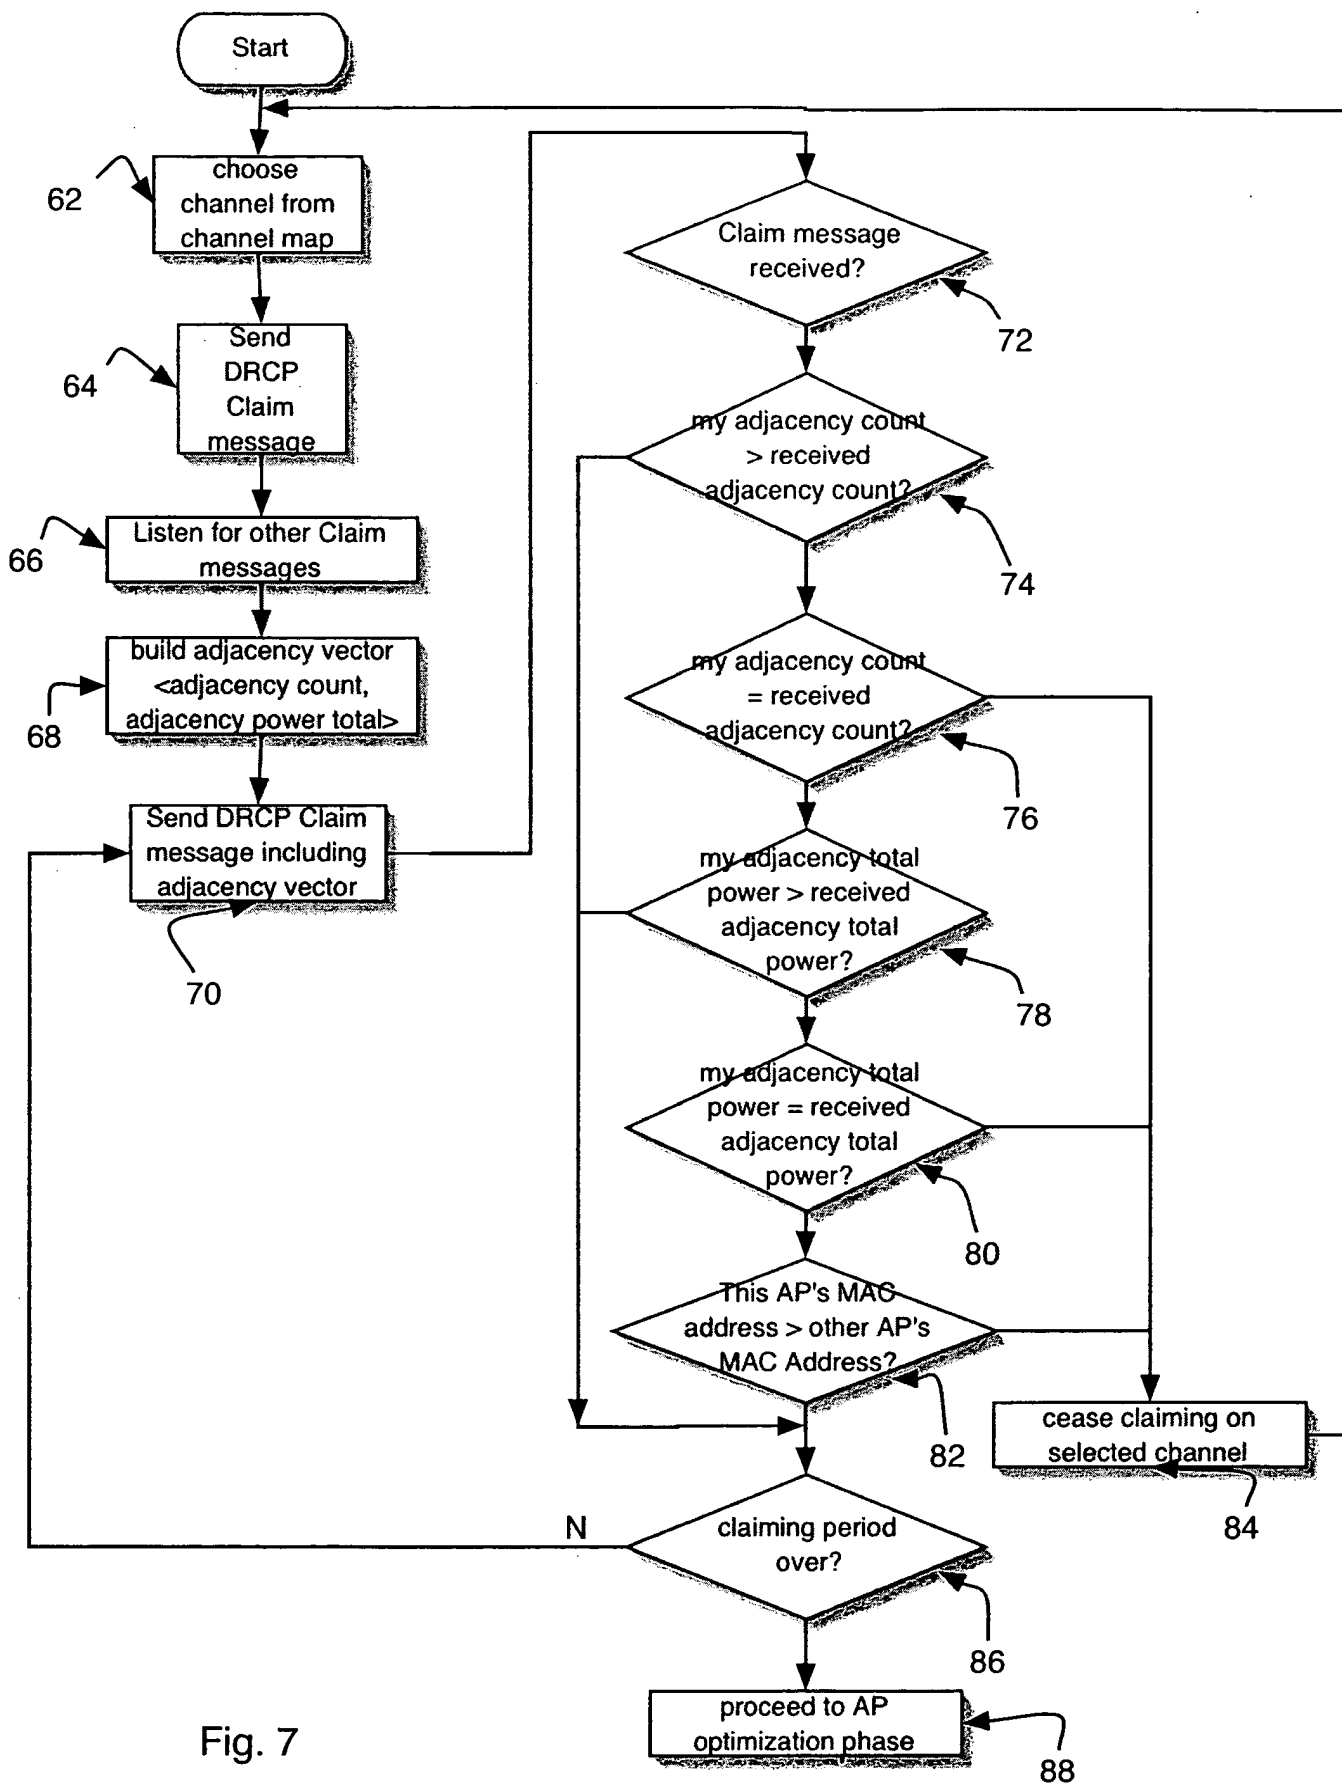 Start
62
choose
channel from
channel map
64
Send
DRCP
Claim
message
66
Listen for other Claim
messages
68
build adjacency vector
<adjacency count,
adjacency power total>
Send DRCP Claim
message including
adjacency vector
70
Claim message
received?
72
my adjacency count
> received
adjacency count?
74
my adjacency count
= received
adjacency count?
76
my adjacency total
power > received
adjacency total
power?
78
my adjacency total
power = received
adjacency total
power?
80
This AP's MAC
address > other AP's
MAC Address?
82
cease claiming on
selected channel
84
N
claiming period
over?
86
proceed to AP
optimization phase
88
Fig. 7